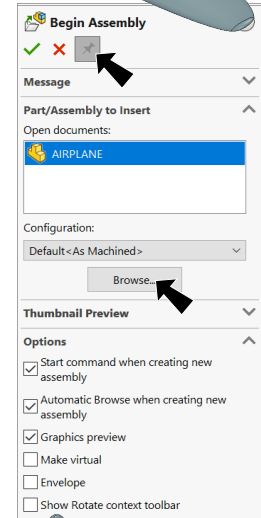 Begin Assembly
Message
Part/Assembly to Insert
Open documents:
AIRPLANE
Configuration:
Default<As Machined>
Browse...
Thumbnail Preview
Options
Start command when creating new
assembly
Automatic Browse when creating new
assembly
Graphics preview
Make virtual
Envelope
Show Rotate context toolbar